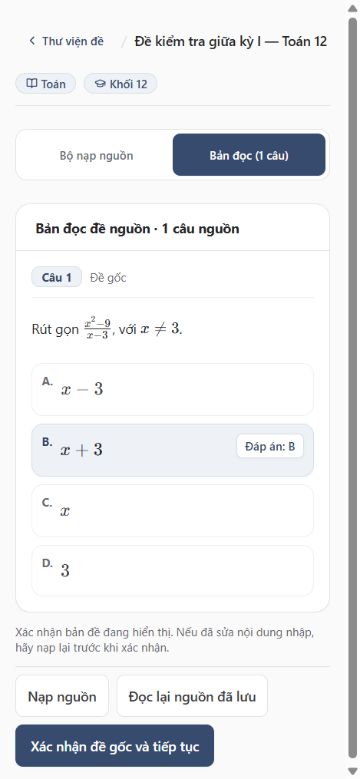 Thư viện đề / Đề kiểm tra giữa kỳ I — Toán 12
Toán Khối 12
Bộ nạp nguồn Bản đọc (1 câu)
Bản đọc đề nguồn · 1 câu nguồn
Câu 1 Đề gốc
Rút gọn \frac{x^2-9}{x-3}, với x ≠ 3.
A. x − 3
B. x + 3 Đáp án: B
C. x
D. 3
Xác nhận bản đề đang hiển thị. Nếu đã sửa nội dung nhập,
hãy nạp lại trước khi xác nhận.
Nạp nguồn Đọc lại nguồn đã lưu
Xác nhận đề gốc và tiếp tục